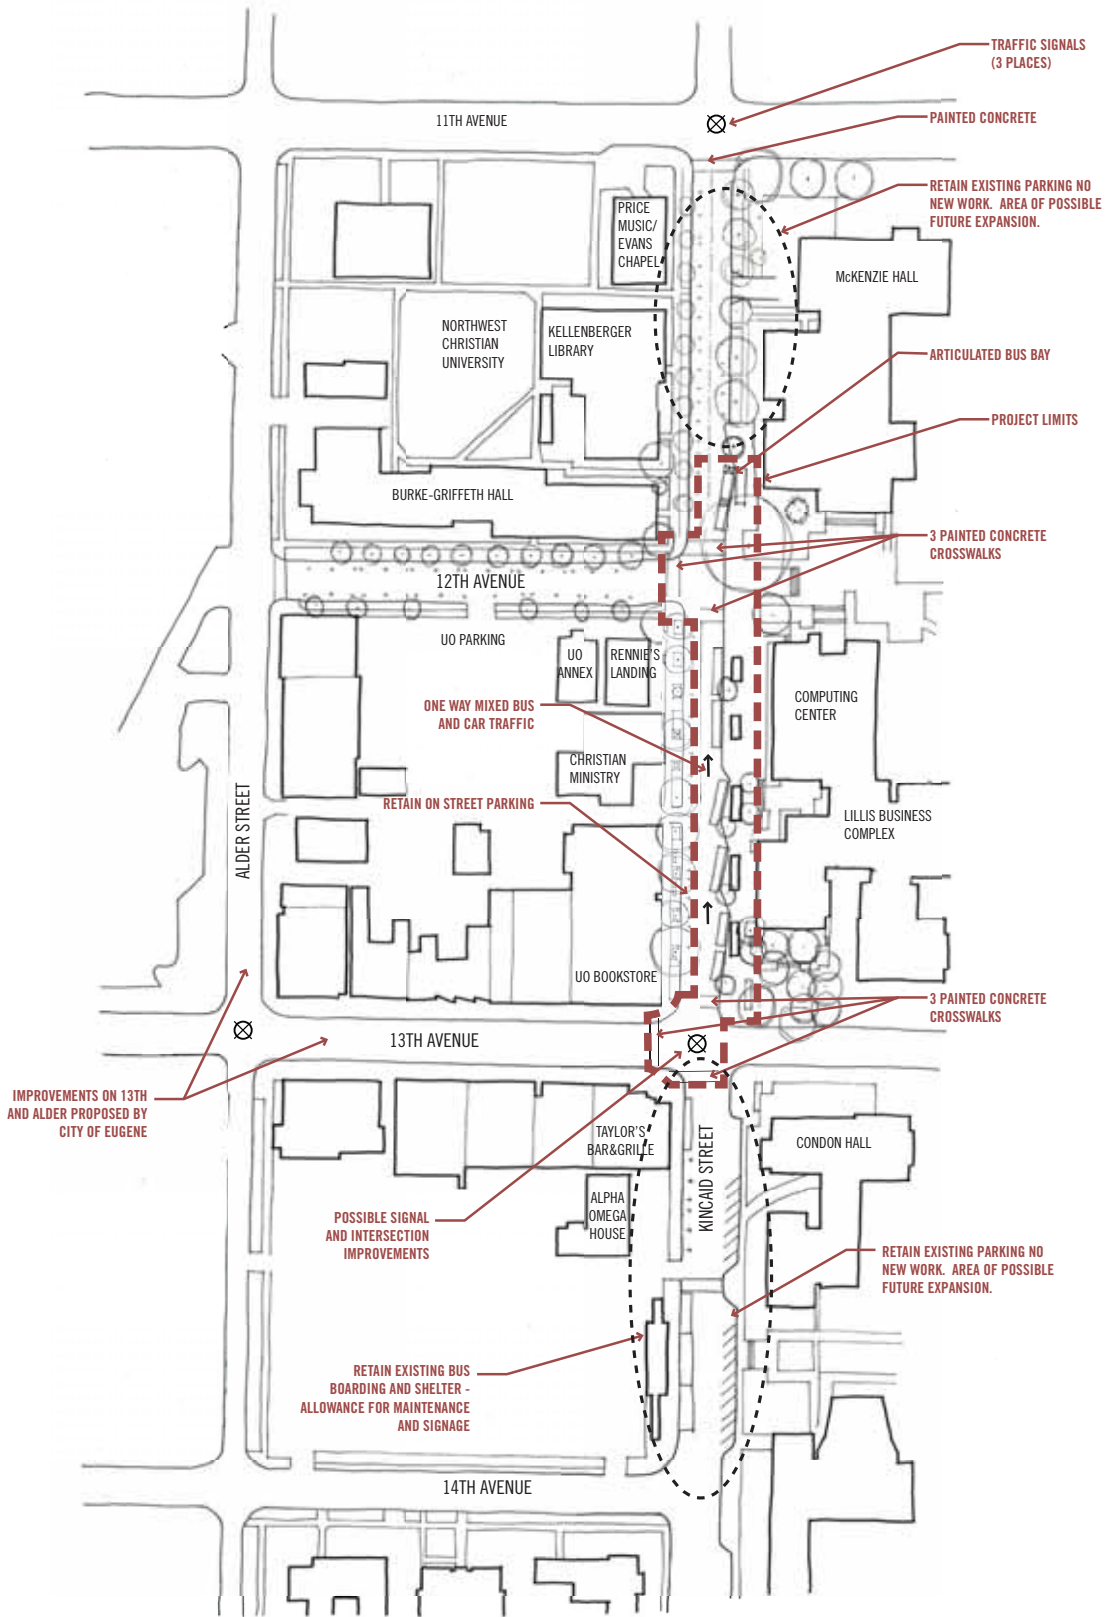 TRAFFIC SIGNALS
(3 PLACES)
11TH AVENUE
PAINTED CONCRETE
RETAIN EXISTING PARKING NO
NEW WORK. AREA OF POSSIBLE
FUTURE EXPANSION.
PRICE
MUSIC/
EVANS
CHAPEL
McKENZIE HALL
NORTHWEST
CHRISTIAN
UNIVERSITY
KELLENBERGER
LIBRARY
ARTICULATED BUS BAY
PROJECT LIMITS
BURKE-GRIFFETH HALL
3 PAINTED CONCRETE
CROSSWALKS
12TH AVENUE
UO PARKING
UO
ANNEX
RENNIE'S
LANDING
COMPUTING
CENTER
ONE WAY MIXED BUS
AND CAR TRAFFIC
CHRISTIAN
MINISTRY
RETAIN ON STREET PARKING
ALDER STREET
LILLIS BUSINESS
COMPLEX
UO BOOKSTORE
3 PAINTED CONCRETE
CROSSWALKS
13TH AVENUE
IMPROVEMENTS ON 13TH
AND ALDER PROPOSED BY
CITY OF EUGENE
TAYLOR'S
BAR&GRILLE
KINCAID STREET
CONDON HALL
ALPHA
OMEGA
HOUSE
POSSIBLE SIGNAL
AND INTERSECTION
IMPROVEMENTS
RETAIN EXISTING PARKING NO
NEW WORK. AREA OF POSSIBLE
FUTURE EXPANSION.
RETAIN EXISTING BUS
BOARDING AND SHELTER -
ALLOWANCE FOR MAINTENANCE
AND SIGNAGE
14TH AVENUE